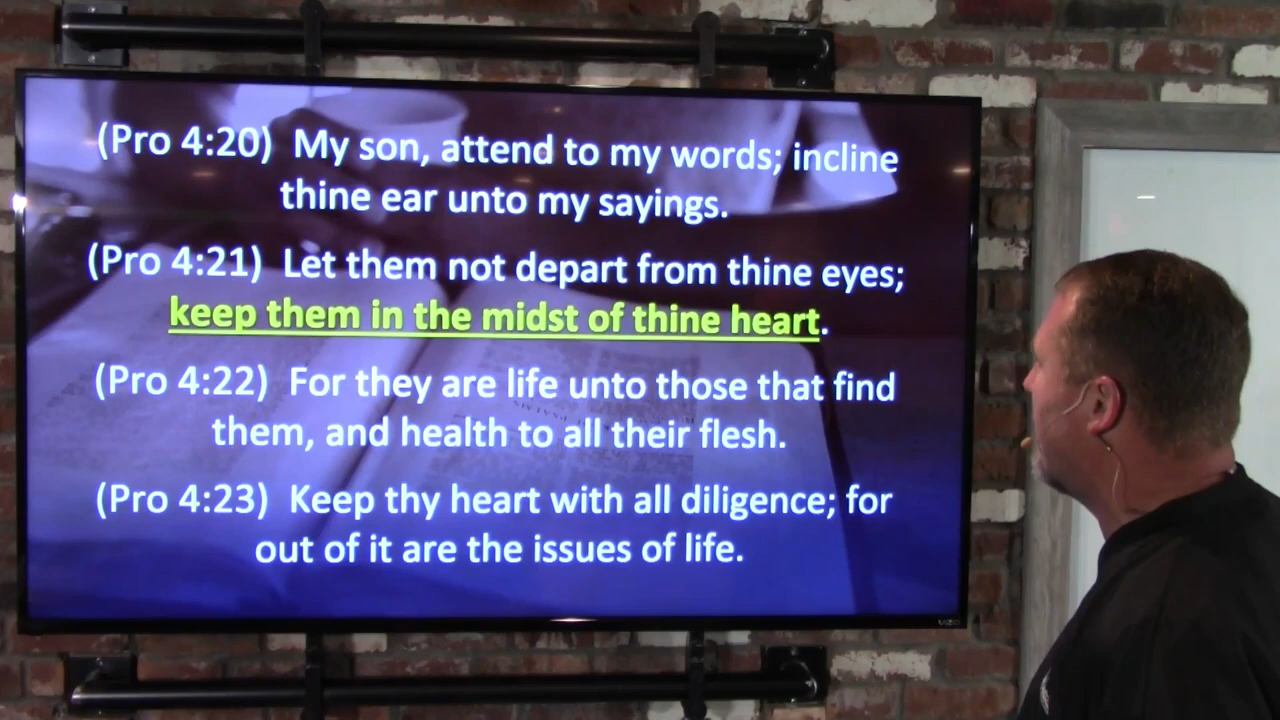 (Pro 4:20) My son, attend to my words; incline
thine ear unto my sayings.
(Pro 4:21) Let them not depart from thine eyes;
keep them in the midst of thine heart.
(Pro 4:22) For they are life unto those that find
them, and health to all their flesh.
(Pro 4:23) Keep thy heart with all diligence; for
out of it are the issues of life.
VIZIO